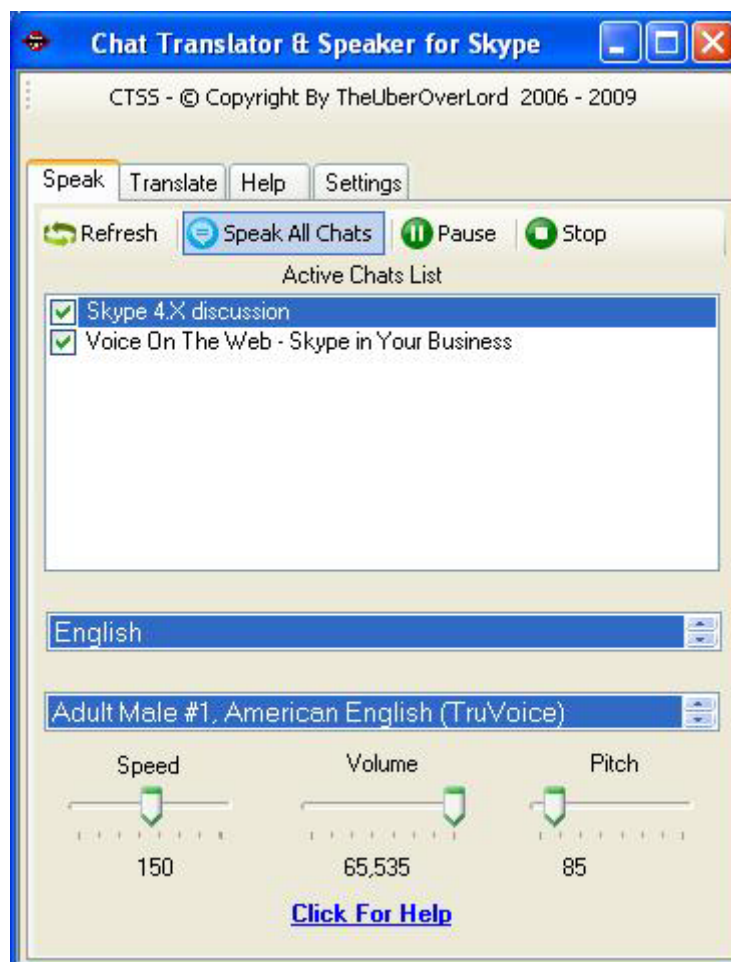 Chat Translator & Speaker for Skype
CTSS - © Copyright By TheUberOverLord 2006 - 2009
Speak Translate Help Settings
Refresh Speak All Chats Pause Stop
Active Chats List
Skype 4.X discussion
Voice On The Web - Skype in Your Business
English
Adult Male #1, American English (TruVoice)
Speed Volume Pitch
150 65,535 85
Click For Help